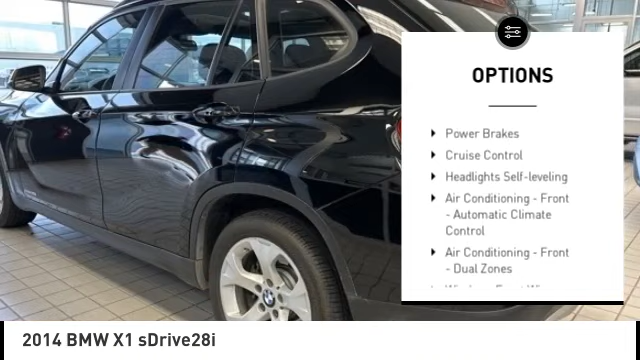 OPTIONS
Power Brakes
Cruise Control
Headlights Self-leveling
Air Conditioning - Front
- Automatic Climate
Control
Air Conditioning - Front
- Dual Zones
2014 BMW X1 sDrive28i